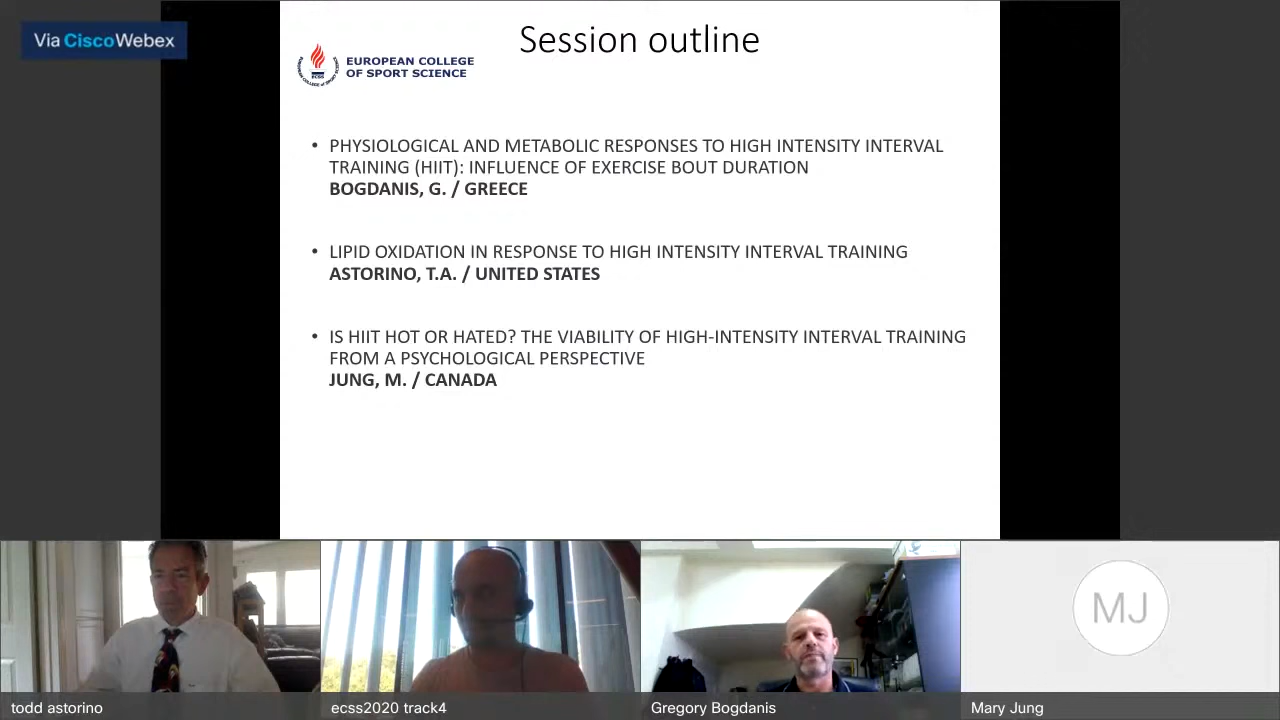 Via CiscoWebex
Session outline
EUROPEAN COLLEGE
OF SPORT SCIENCE
• PHYSIOLOGICAL AND METABOLIC RESPONSES TO HIGH INTENSITY INTERVAL
TRAINING (HIIT): INFLUENCE OF EXERCISE BOUT DURATION
BOGDANIS, G. / GREECE
• LIPID OXIDATION IN RESPONSE TO HIGH INTENSITY INTERVAL TRAINING
ASTORINO, T.A. / UNITED STATES
• IS HIIT HOT OR HATED? THE VIABILITY OF HIGH-INTENSITY INTERVAL TRAINING
FROM A PSYCHOLOGICAL PERSPECTIVE
JUNG, M. / CANADA
MJ
todd astorino
ecss2020 track4
Gregory Bogdanis
Mary Jung